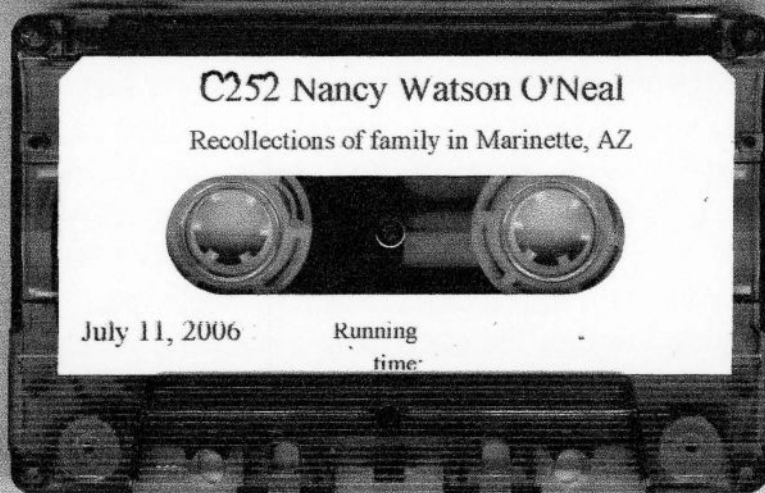 C252 Nancy Watson O'Neal
Recollections of family in Marinette, AZ
July 11, 2006 Running
time: